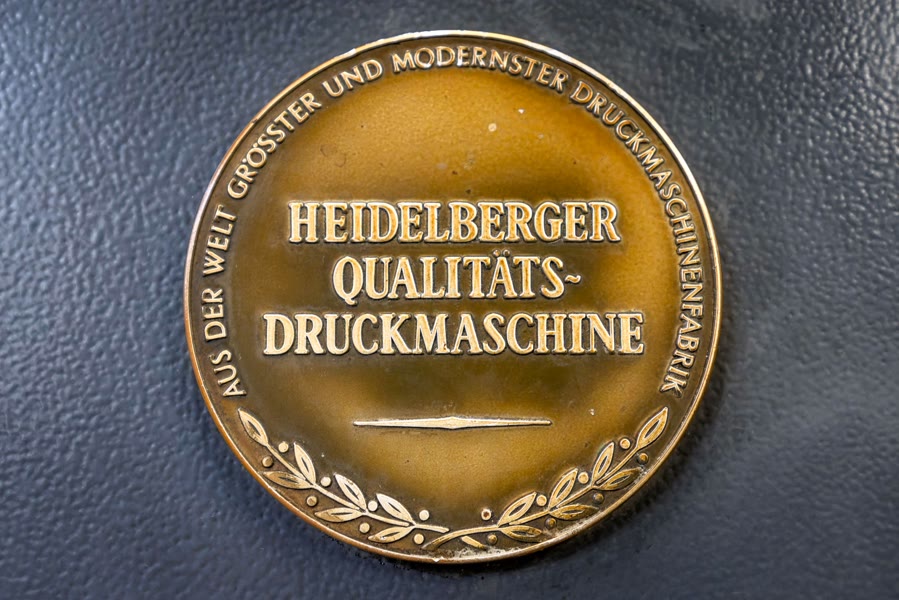 AUS DER WELT GRÖSSTER UND MODERNSTER DRUCKMASCHINENFABRIK
HEIDELBERGER
QUALITÄTS-
DRUCKMASCHINE